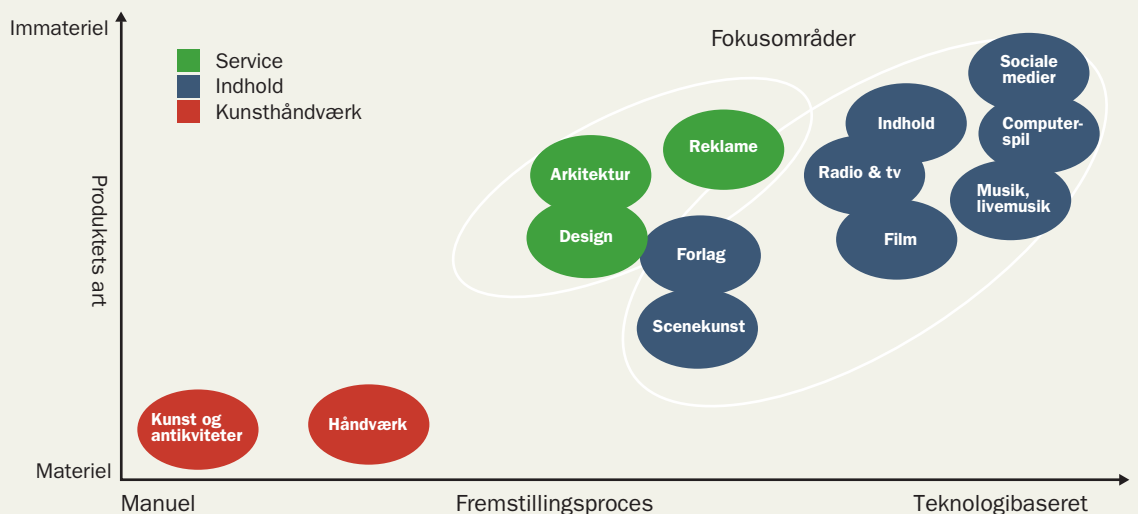 Immateriel
Fokusområder
Service
Indhold
Kunsthåndværk
Sociale
medier
Indhold
Computer-
spil
Reklame
Arkitektur
Radio & tv
Musik,
livemusik
Produktets art
Design
Forlag
Film
Scenekunst
Kunst og
antikviteter
Håndværk
Materiel
Manuel
Fremstillingsproces
Teknologibaseret